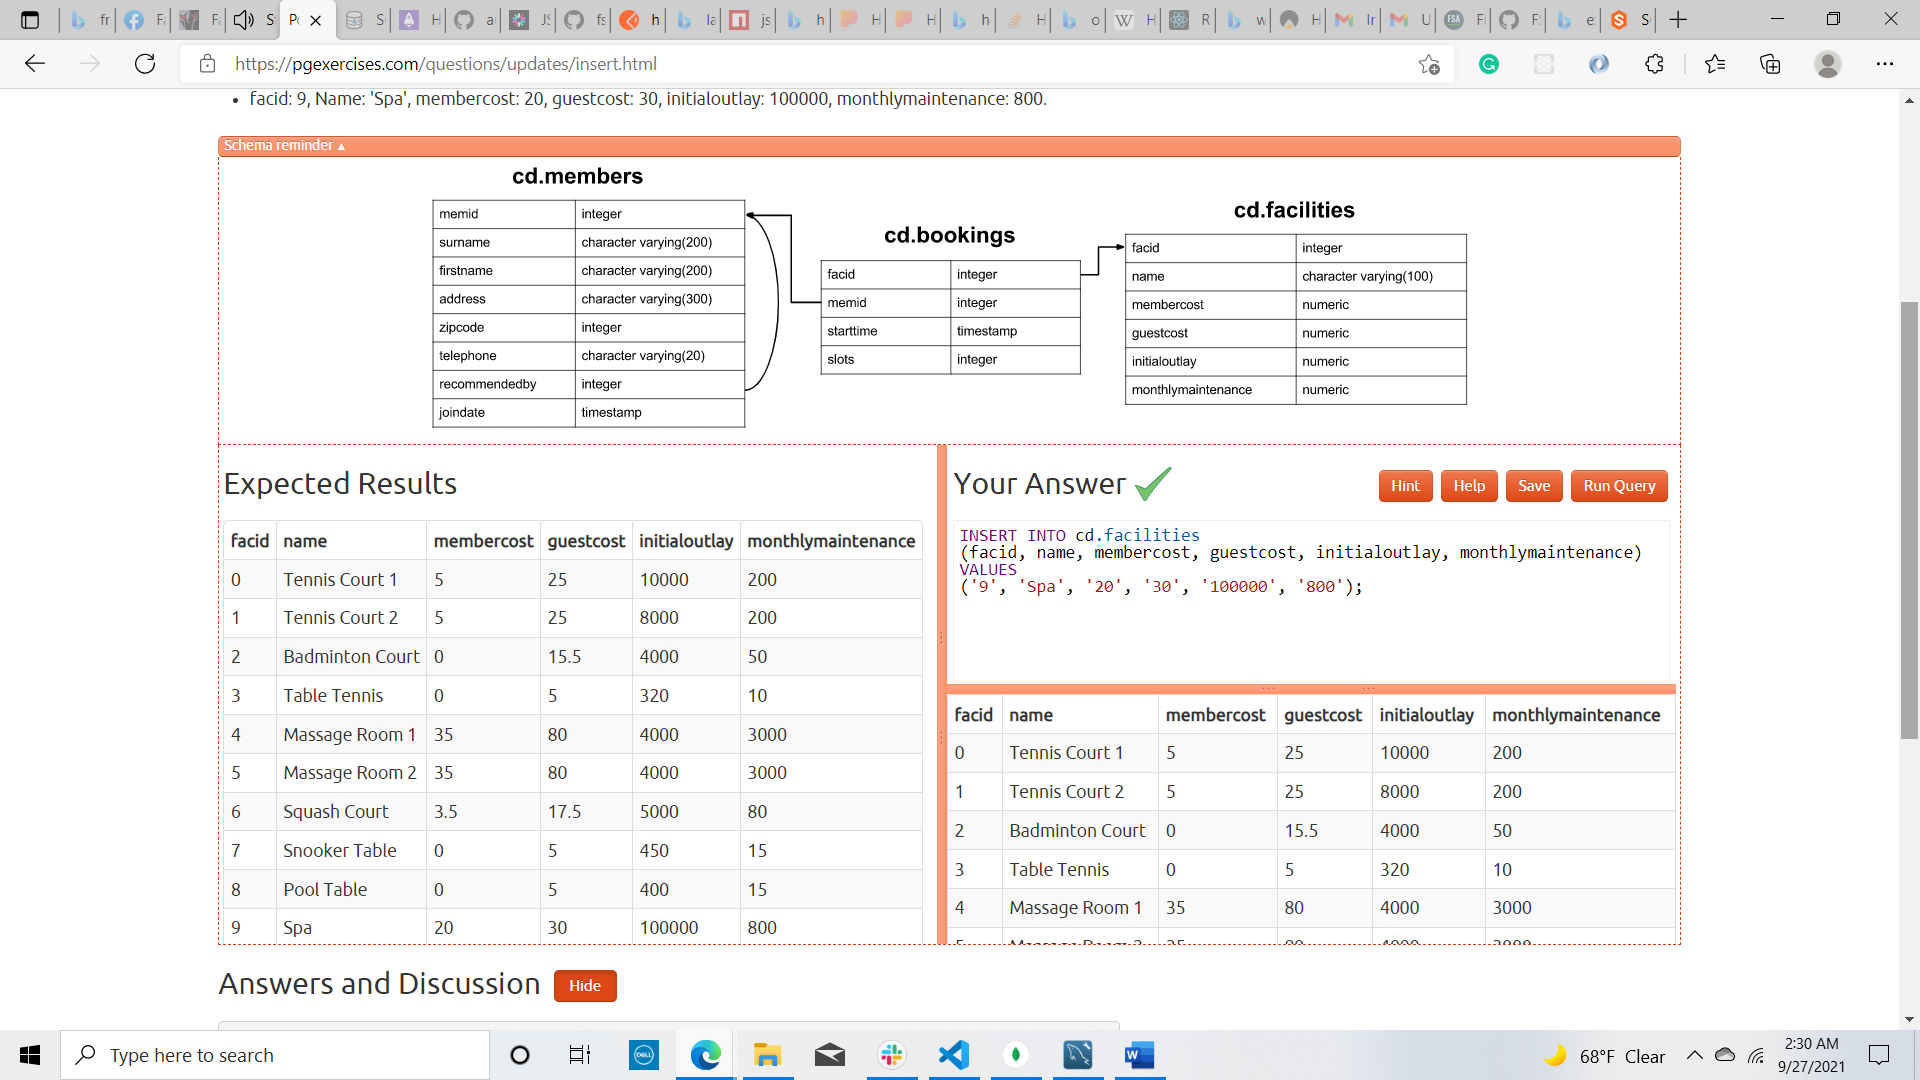 https://pgexercises.com/questions/updates/insert.html
facid: 9, Name: 'Spa', membercost: 20, guestcost: 30, initialoutlay: 100000, monthlymaintenance: 800.
Schema reminder ▲
cd.members
memid integer
surname character varying(200)
firstname character varying(200)
address character varying(300)
zipcode integer
telephone character varying(20)
recommendedby integer
joindate timestamp
cd.bookings
facid integer
memid integer
starttime timestamp
slots integer
cd.facilities
facid integer
name character varying(100)
membercost numeric
guestcost numeric
initialoutlay numeric
monthlymaintenance numeric
Expected Results
facid name membercost guestcost initialoutlay monthlymaintenance
0 Tennis Court 1 5 25 10000 200
1 Tennis Court 2 5 25 8000 200
2 Badminton Court 0 15.5 4000 50
3 Table Tennis 0 5 320 10
4 Massage Room 1 35 80 4000 3000
5 Massage Room 2 35 80 4000 3000
6 Squash Court 3.5 17.5 5000 80
7 Snooker Table 0 5 450 15
8 Pool Table 0 5 400 15
9 Spa 20 30 100000 800
Your Answer
Hint Help Save Run Query
INSERT INTO cd.facilities
(facid, name, membercost, guestcost, initialoutlay, monthlymaintenance)
VALUES
('9', 'Spa', '20', '30', '100000', '800');
facid name membercost guestcost initialoutlay monthlymaintenance
0 Tennis Court 1 5 25 10000 200
1 Tennis Court 2 5 25 8000 200
2 Badminton Court 0 15.5 4000 50
3 Table Tennis 0 5 320 10
4 Massage Room 1 35 80 4000 3000
Answers and Discussion Hide
Type here to search
DELL
68°F Clear
2:30 AM
9/27/2021